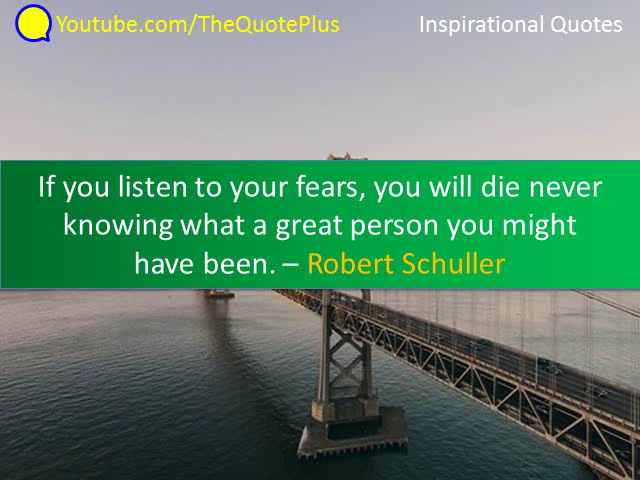 Youtube.com/TheQuotePlus Inspirational Quotes
If you listen to your fears, you will die never
knowing what a great person you might
have been. – Robert Schuller